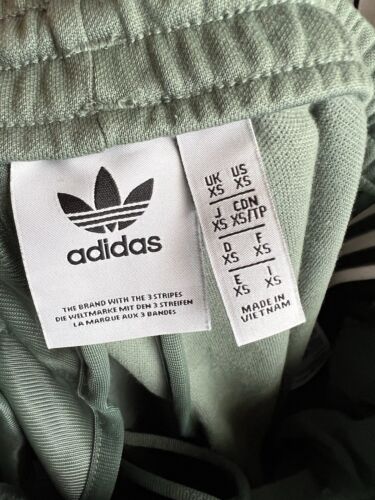 adidas
THE BRAND WITH THE 3 STRIPES
DIE WELTMARKE MIT DEN 3 STREIFEN
LA MARQUE AUX 3 BANDES
UK US
XS XS
J CDN
XS XS/TP
D F
XS XS
E I
XS XS
MADE IN
VIETNAM